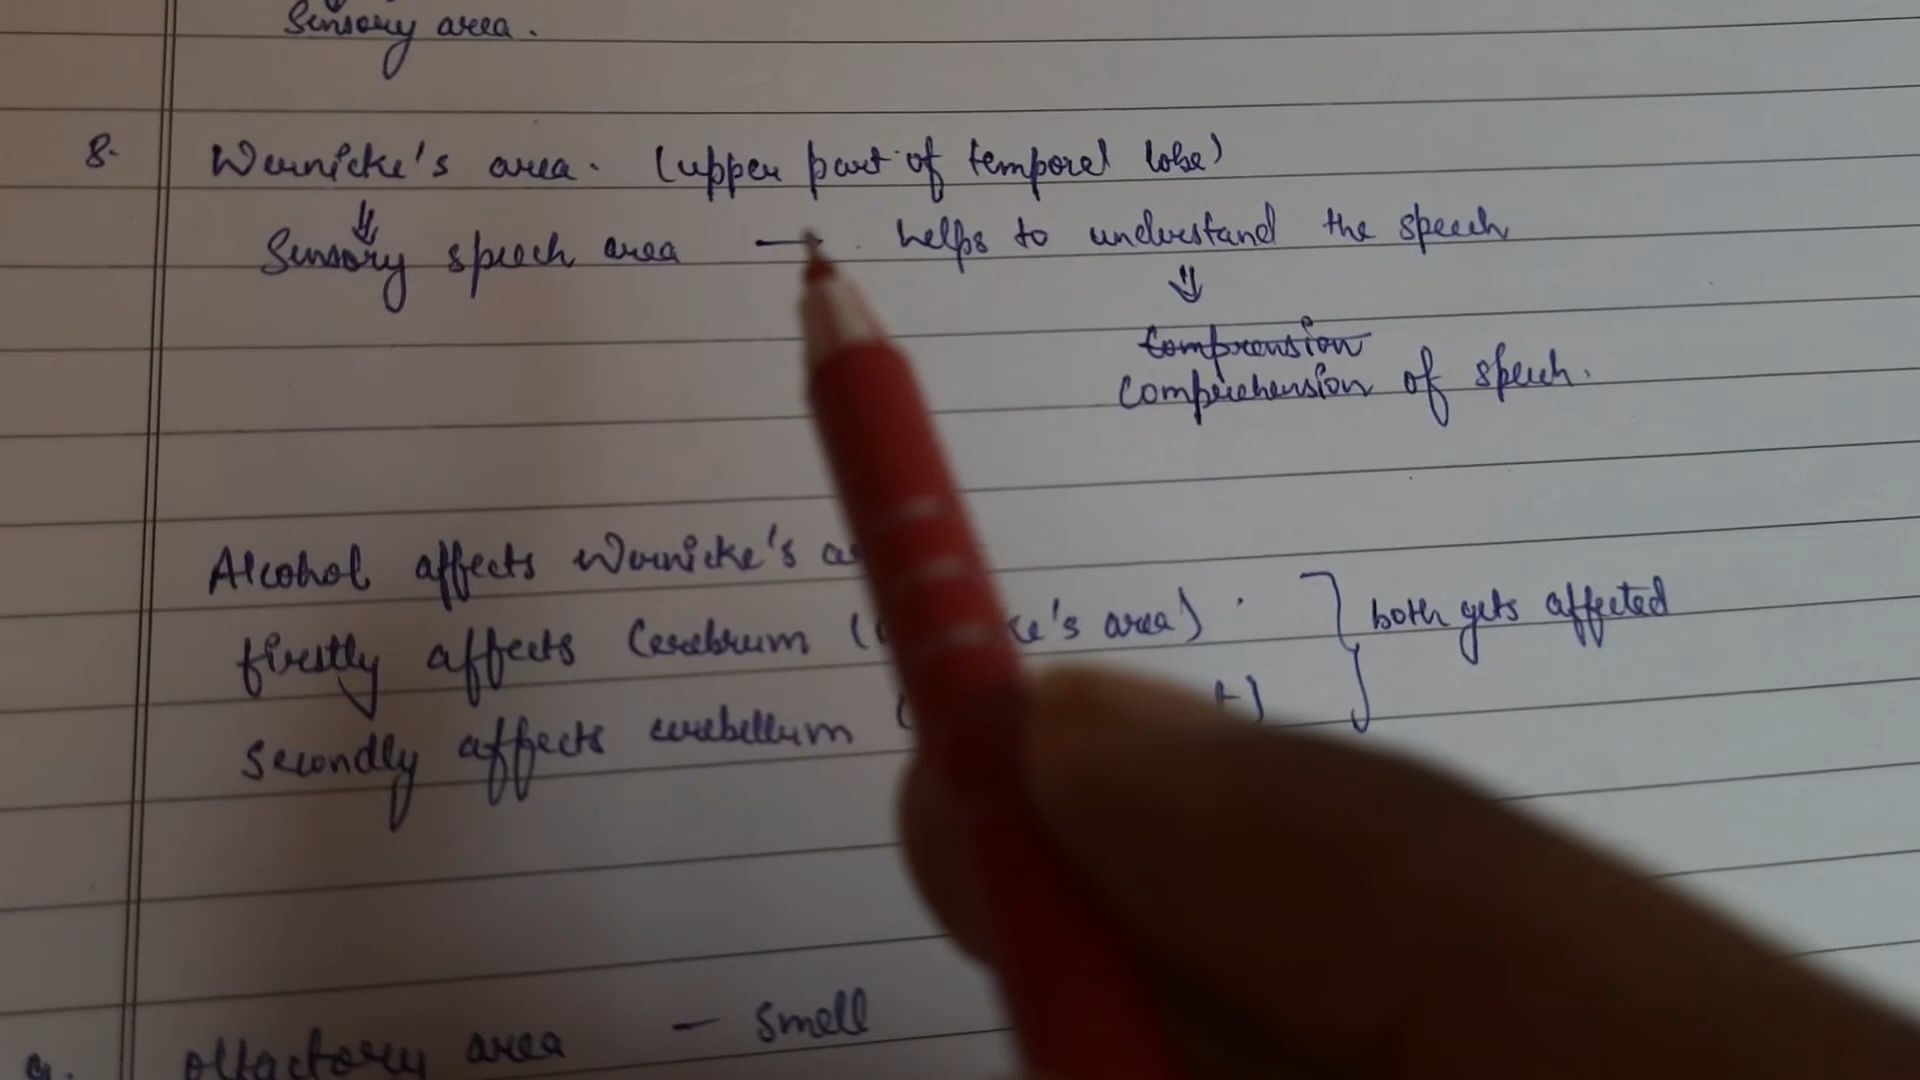 Sensory area.
8. Wernicke's area. (upper part of temporal lobe)
⇓
Sensory speech area → helps to understand the speech
⇓
Comprension
Comprehension of speech.
Alcohol affects Wernicke's
firstly affects Cerebrum ( area) both gets affected
Secondly affects cerebellum (
9. Olfactory area — smell